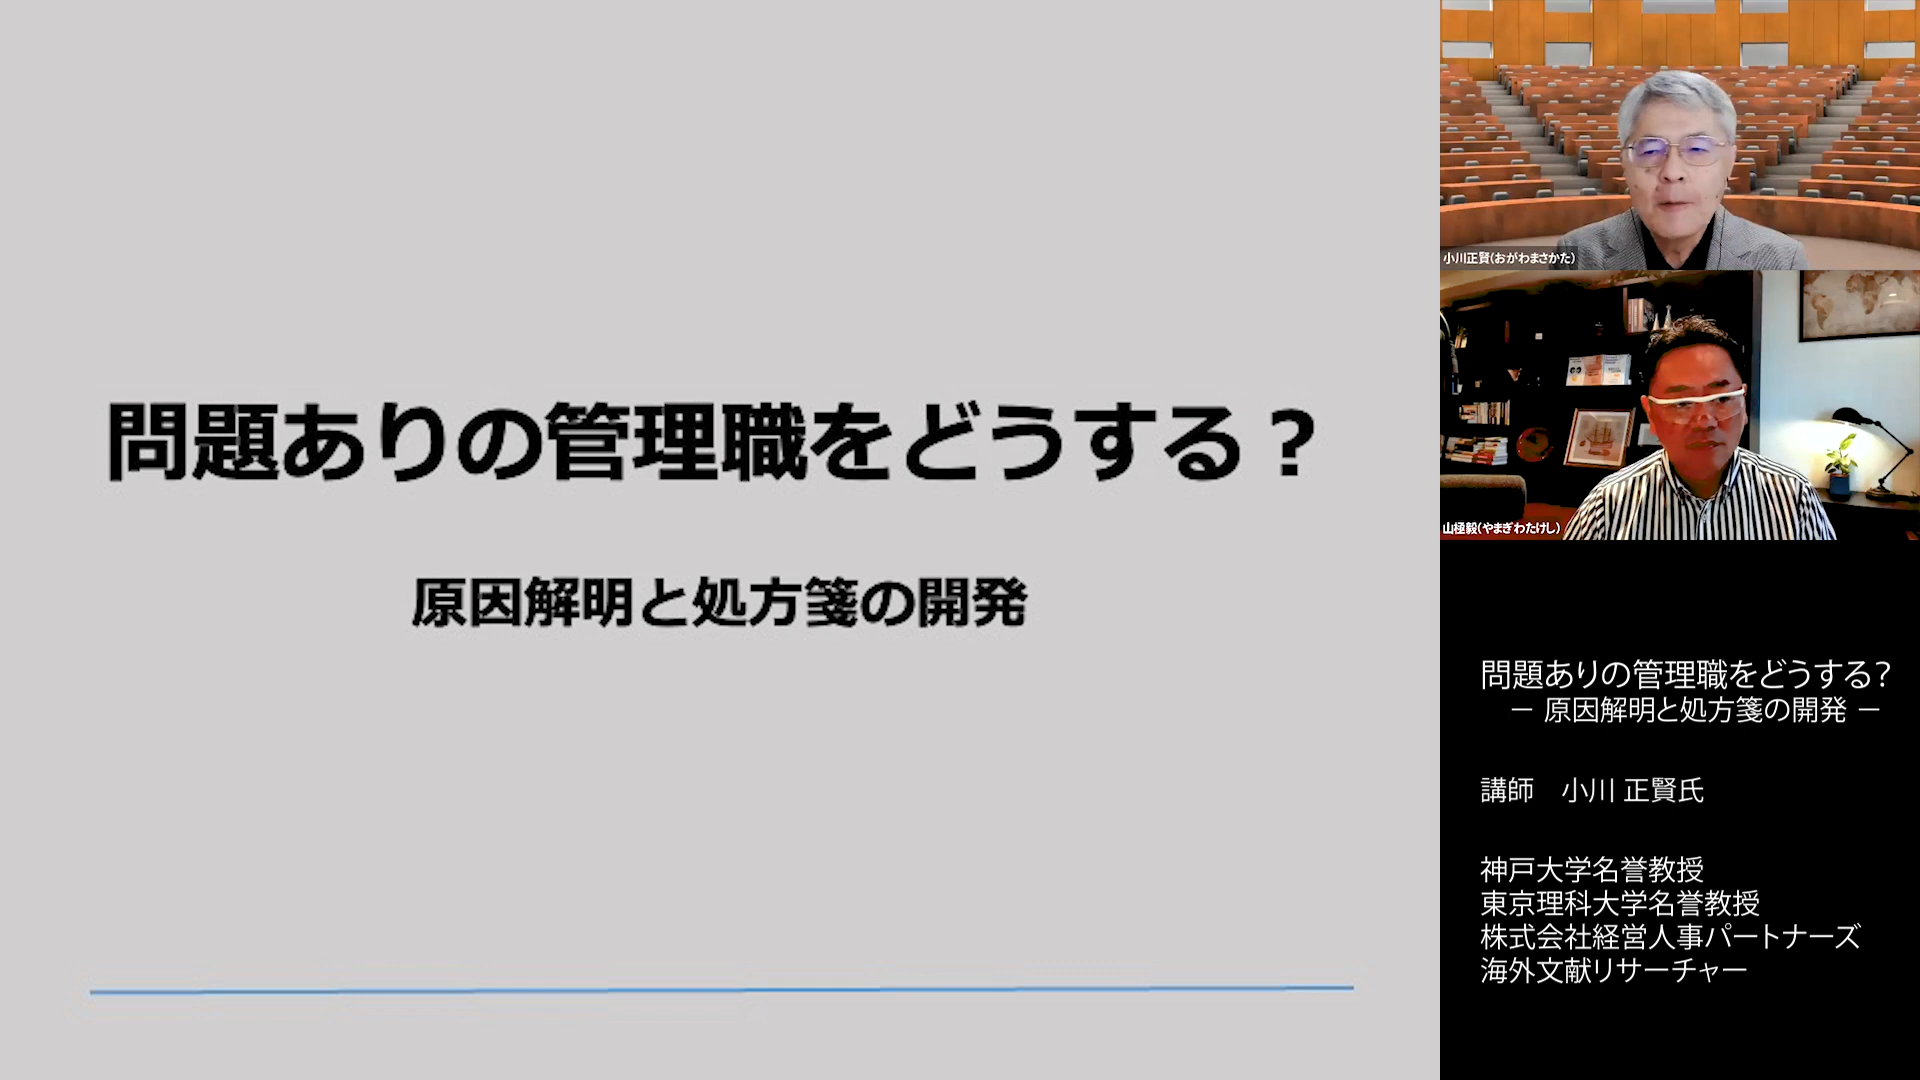 問題ありの管理職をどうする？
原因解明と処方箋の開発
小川正賢(おがわまさかた)
山極毅(やまぎわたけし)
問題ありの管理職をどうする？
－ 原因解明と処方箋の開発 －
講師　小川 正賢氏
神戸大学名誉教授
東京理科大学名誉教授
株式会社経営人事パートナーズ
海外文献リサーチャー